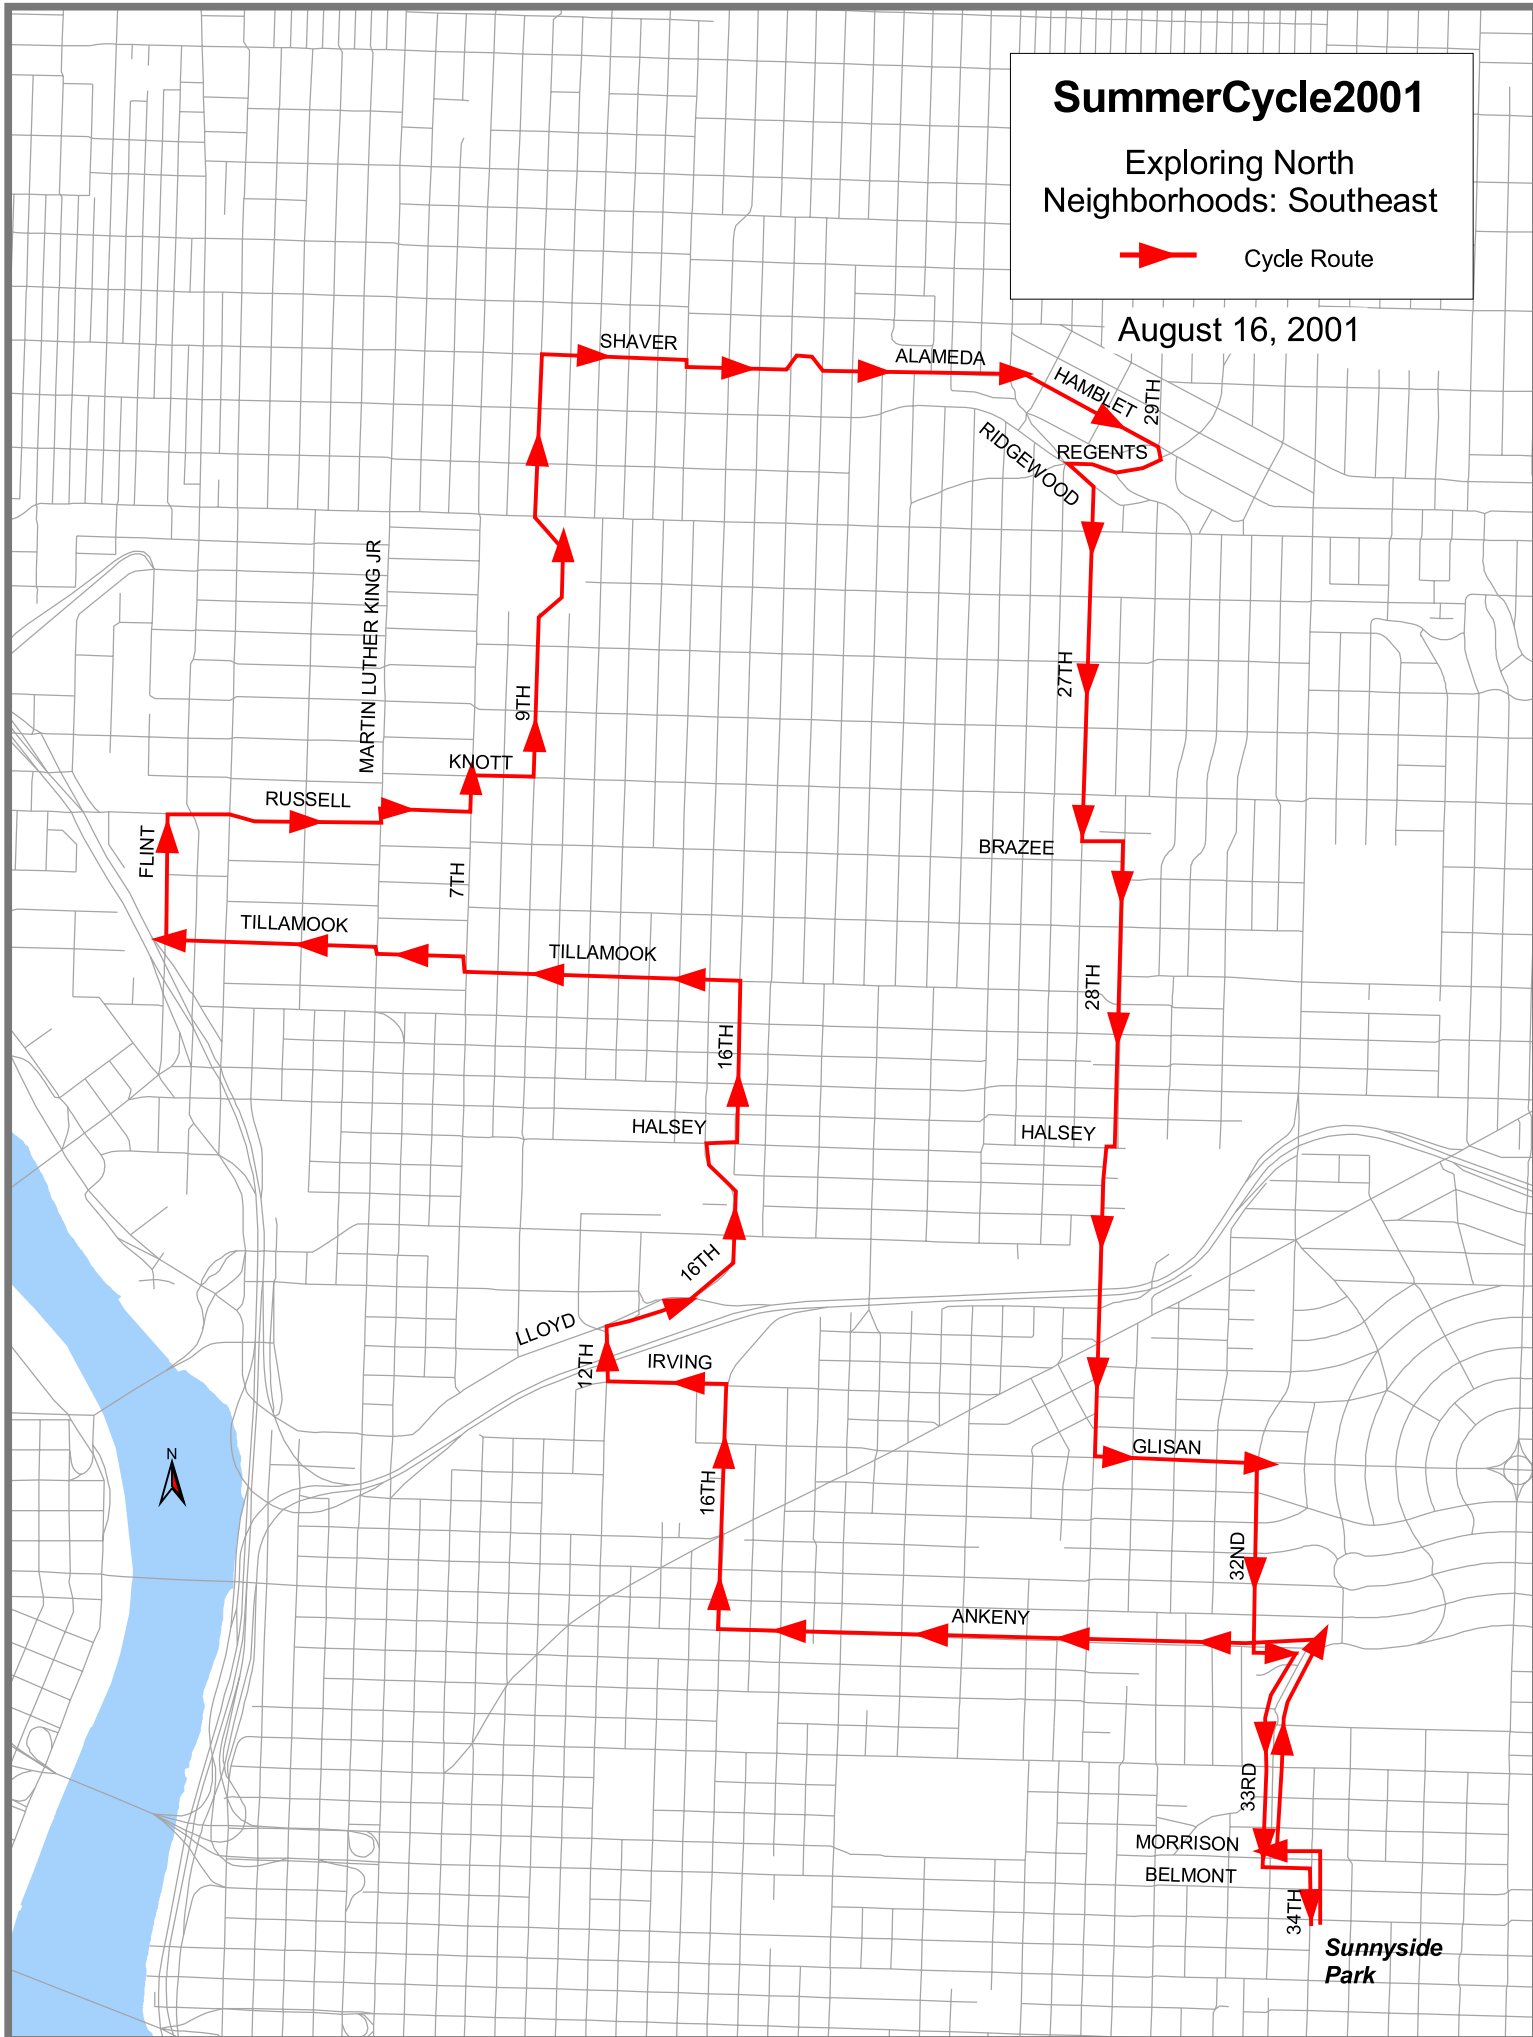 SummerCycle2001
Exploring North
Neighborhoods: Southeast
Cycle Route
August 16, 2001
SHAVER
ALAMEDA
HAMBLET
29TH
RIDGEWOOD
REGENTS
MARTIN LUTHER KING JR
9TH
27TH
KNOTT
RUSSELL
FLINT
7TH
BRAZEE
TILLAMOOK
TILLAMOOK
28TH
16TH
HALSEY
HALSEY
16TH
LLOYD
12TH
IRVING
N
16TH
GLISAN
32ND
ANKENY
33RD
MORRISON
BELMONT
34TH
Sunnyside
Park